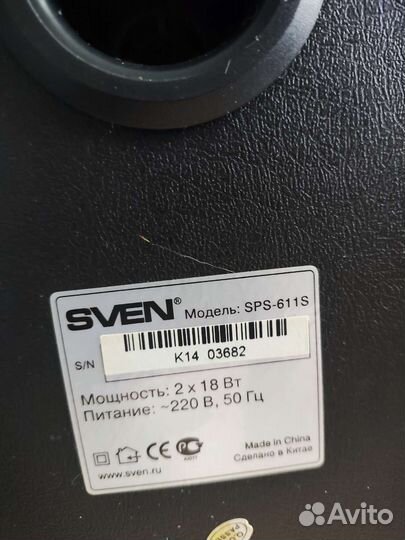 SVEN® Модель: SPS-611S
S/N K14 03682
Мощность: 2 x 18 Вт
Питание: ~220 В, 50 Гц
Made in China
Сделано в Китае
www.sven.ru
Avito